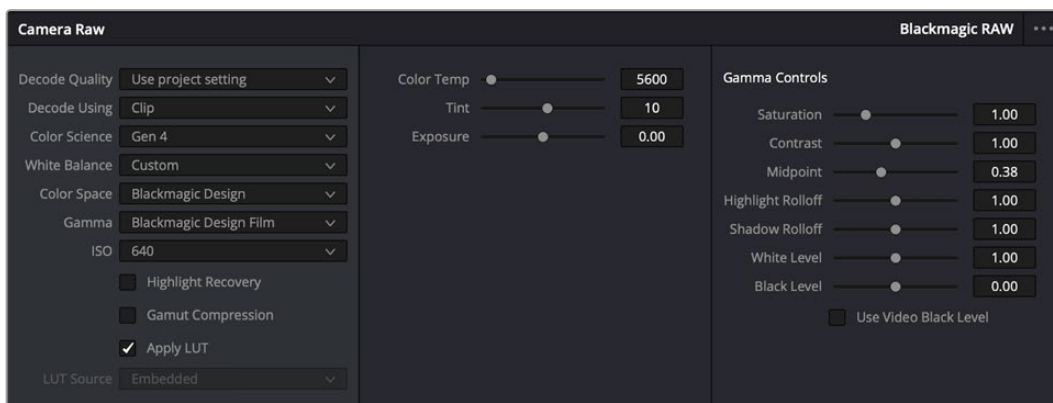 Camera Raw
Blackmagic RAW
Decode Quality Use project setting
Decode Using Clip
Color Science Gen 4
White Balance Custom
Color Space Blackmagic Design
Gamma Blackmagic Design Film
ISO 640
Highlight Recovery
Gamut Compression
Apply LUT
LUT Source Embedded
Color Temp 5600
Tint 10
Exposure 0.00
Gamma Controls
Saturation 1.00
Contrast 1.00
Midpoint 0.38
Highlight Rolloff 1.00
Shadow Rolloff 1.00
White Level 1.00
Black Level 0.00
Use Video Black Level